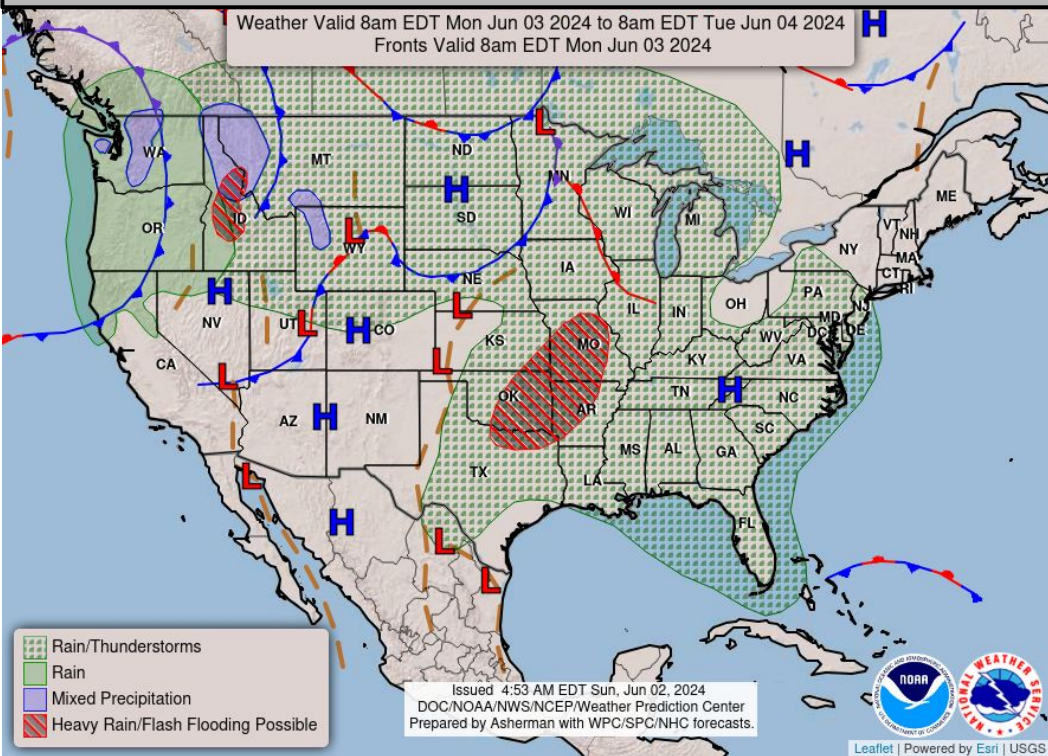 Weather Valid 8am EDT Mon Jun 03 2024 to 8am EDT Tue Jun 04 2024
Fronts Valid 8am EDT Mon Jun 03 2024
H
H
L
WA
MT
ND
MN
ME
H
SD
WI
MI
VT
NH
OR
ID
L
WY
NY
MA
CT
RI
IA
NE
PA
H
L
OH
NJ
NV
UT
L
H
CO
IL
IN
MD
DE
DC
KS
MO
WV
VA
CA
L
KY
L
H
TN
NC
OK
AR
AZ
H
NM
SC
MS
AL
GA
TX
LA
L
H
FL
L
L
Rain/Thunderstorms
Rain
Mixed Precipitation
Heavy Rain/Flash Flooding Possible
Issued 4:53 AM EDT Sun, Jun 02, 2024
DOC/NOAA/NWS/NCEP/Weather Prediction Center
Prepared by Asherman with WPC/SPC/NHC forecasts.
NOAA
NATIONAL WEATHER SERVICE
Leaflet | Powered by Esri | USGS